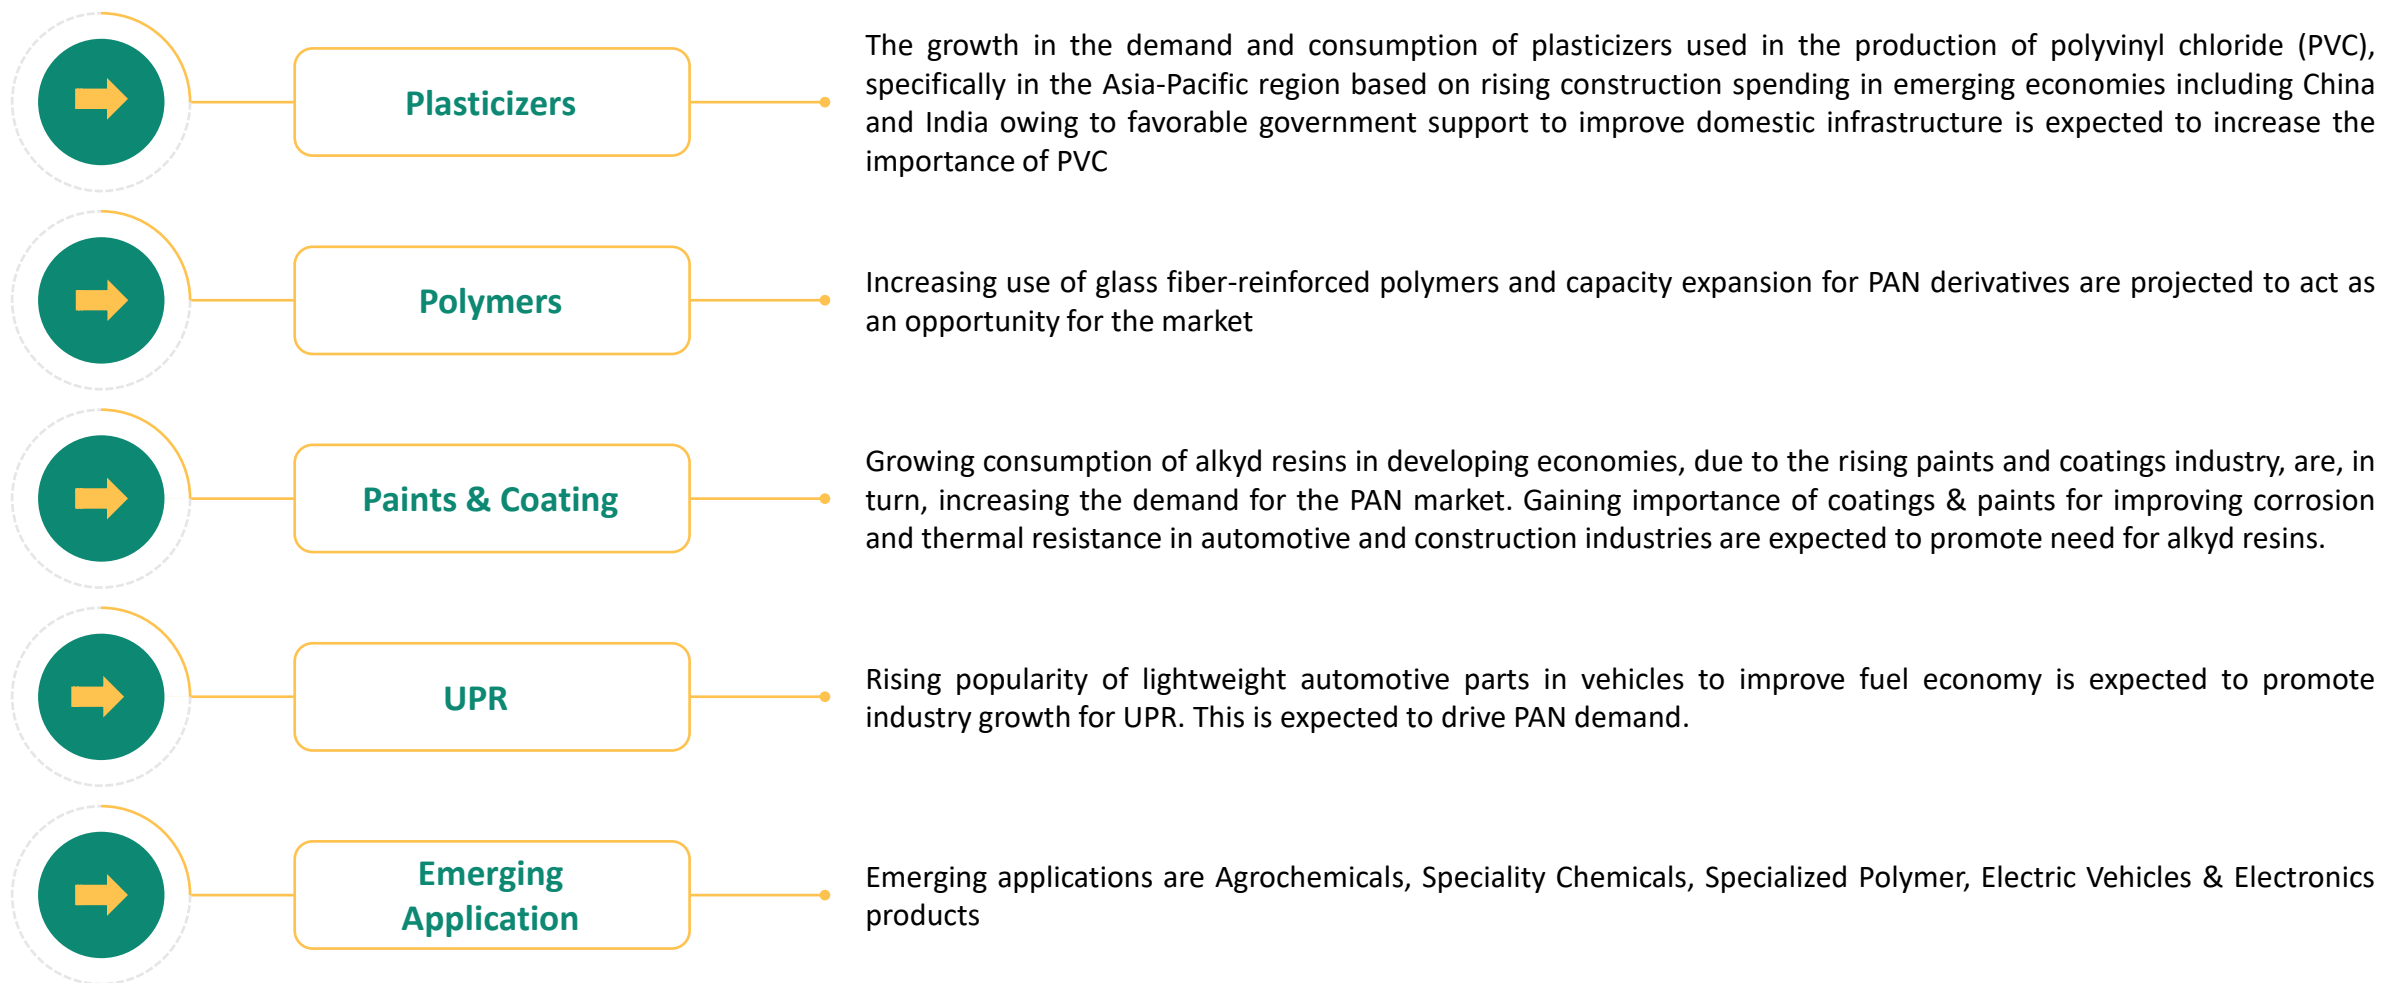 Plasticizers
The growth in the demand and consumption of plasticizers used in the production of polyvinyl chloride (PVC),
specifically in the Asia-Pacific region based on rising construction spending in emerging economies including China
and India owing to favorable government support to improve domestic infrastructure is expected to increase the
importance of PVC
Polymers
Increasing use of glass fiber-reinforced polymers and capacity expansion for PAN derivatives are projected to act as
an opportunity for the market
Paints & Coating
Growing consumption of alkyd resins in developing economies, due to the rising paints and coatings industry, are, in
turn, increasing the demand for the PAN market. Gaining importance of coatings & paints for improving corrosion
and thermal resistance in automotive and construction industries are expected to promote need for alkyd resins.
UPR
Rising popularity of lightweight automotive parts in vehicles to improve fuel economy is expected to promote
industry growth for UPR. This is expected to drive PAN demand.
Emerging
Application
Emerging applications are Agrochemicals, Speciality Chemicals, Specialized Polymer, Electric Vehicles & Electronics
products